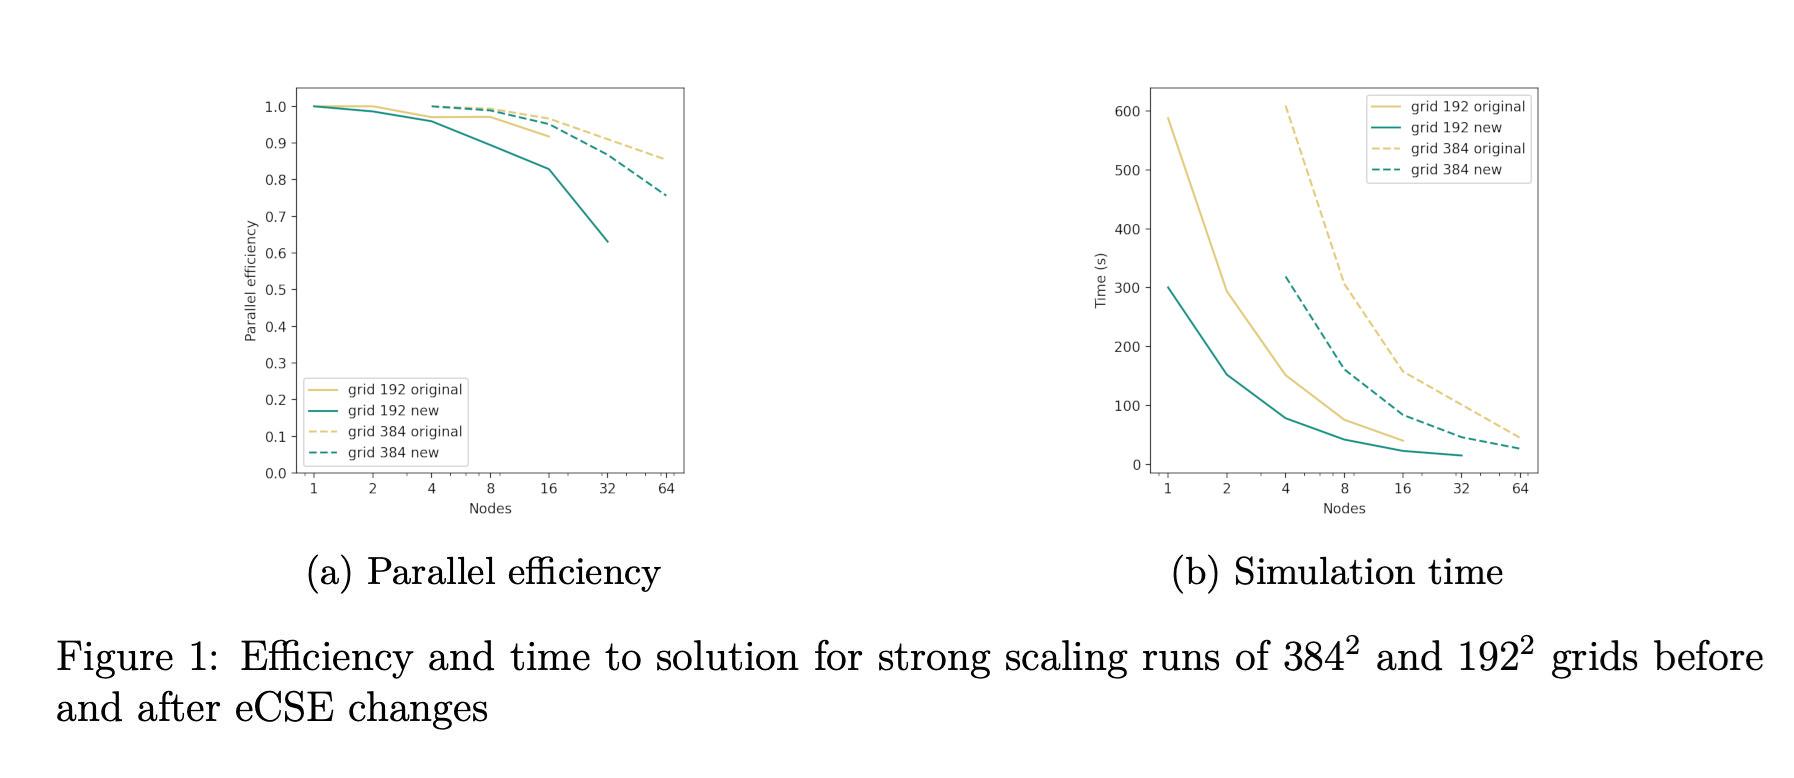 1.0
0.9
0.8
0.7
0.6
0.5
0.4
0.3
0.2
0.1
0.0
Parallel efficiency
grid 192 original
grid 192 new
grid 384 original
grid 384 new
1 2 4 8 16 32 64
Nodes
(a) Parallel efficiency
600
500
400
300
200
100
0
Time (s)
grid 192 original
grid 192 new
grid 384 original
grid 384 new
1 2 4 8 16 32 64
Nodes
(b) Simulation time
Figure 1: Efficiency and time to solution for strong scaling runs of 384² and 192² grids before
and after eCSE changes